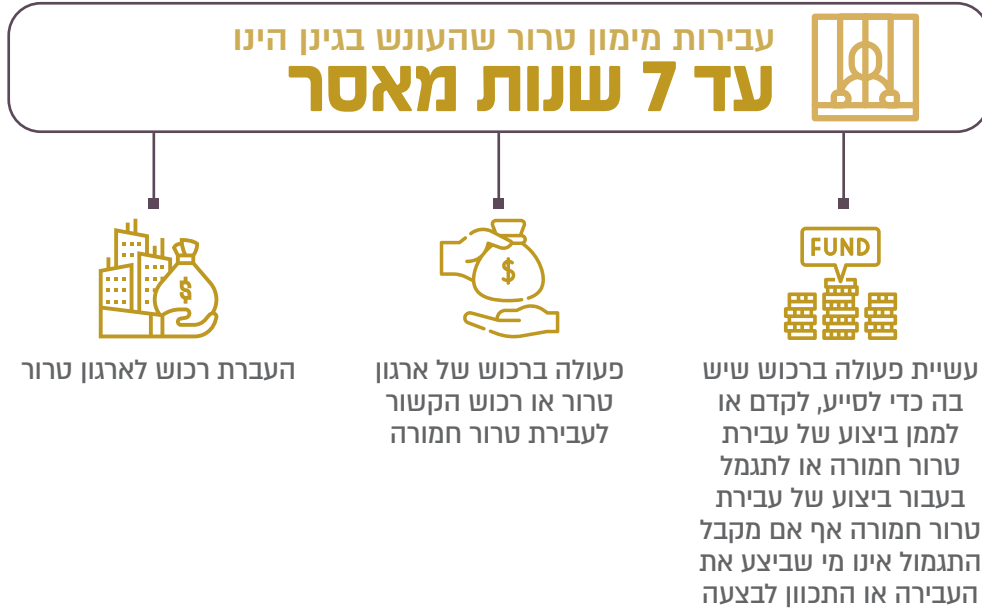 עבירות מימון טרור שהעונש בגינן הינו
עד 7 שנות מאסר
FUND
עשיית פעולה ברכוש שיש
בה כדי לסייע, לקדם או
לממן ביצוע של עבירת
טרור חמורה או לתגמל
בעבור ביצוע של עבירת
טרור חמורה אף אם מקבל
התגמול אינו מי שביצע את
העבירה או התכוון לבצעה
$
פעולה ברכוש של ארגון
טרור או רכוש הקשור
לעבירת טרור חמורה
$
העברת רכוש לארגון טרור